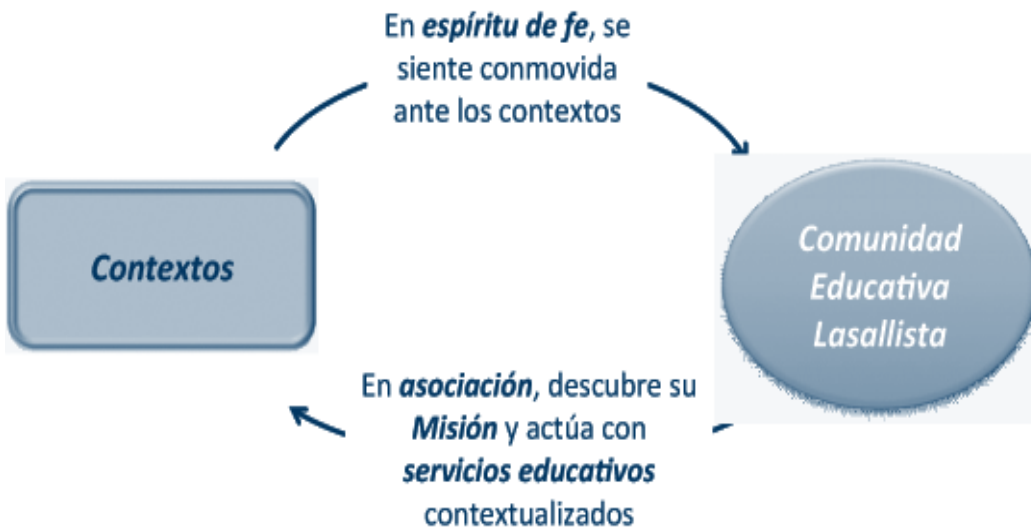 En espíritu de fe, se
siente conmovida
ante los contextos
Contextos
Comunidad
Educativa
Lasallista
En asociación, descubre su
Misión y actúa con
servicios educativos
contextualizados